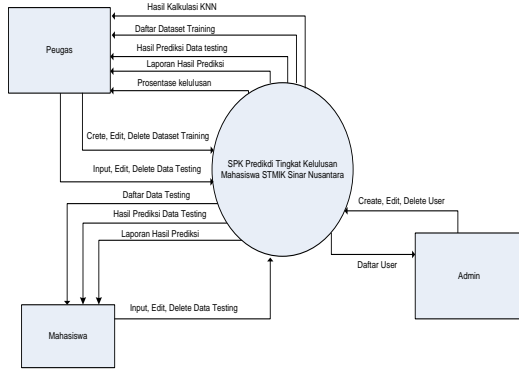 Hasil Kalkulasi KNN
Daftar Dataset Training
Peugas
Hasil Prediksi Data testing
Laporan Hasil Prediksi
Prosentase kelulusan
Crete, Edit, Delete Dataset Training
SPK Predikdi Tingkat Kelulusan
Mahasiswa STMIK Sinar Nusantara
Input, Edit, Delete Data Testing
Daftar Data Testing
Create, Edit, Delete User
Hasil Prediksi Data Testing
Laporan Hasil Prediksi
Daftar User
Admin
Input, Edit, Delete Data Testing
Mahasiswa